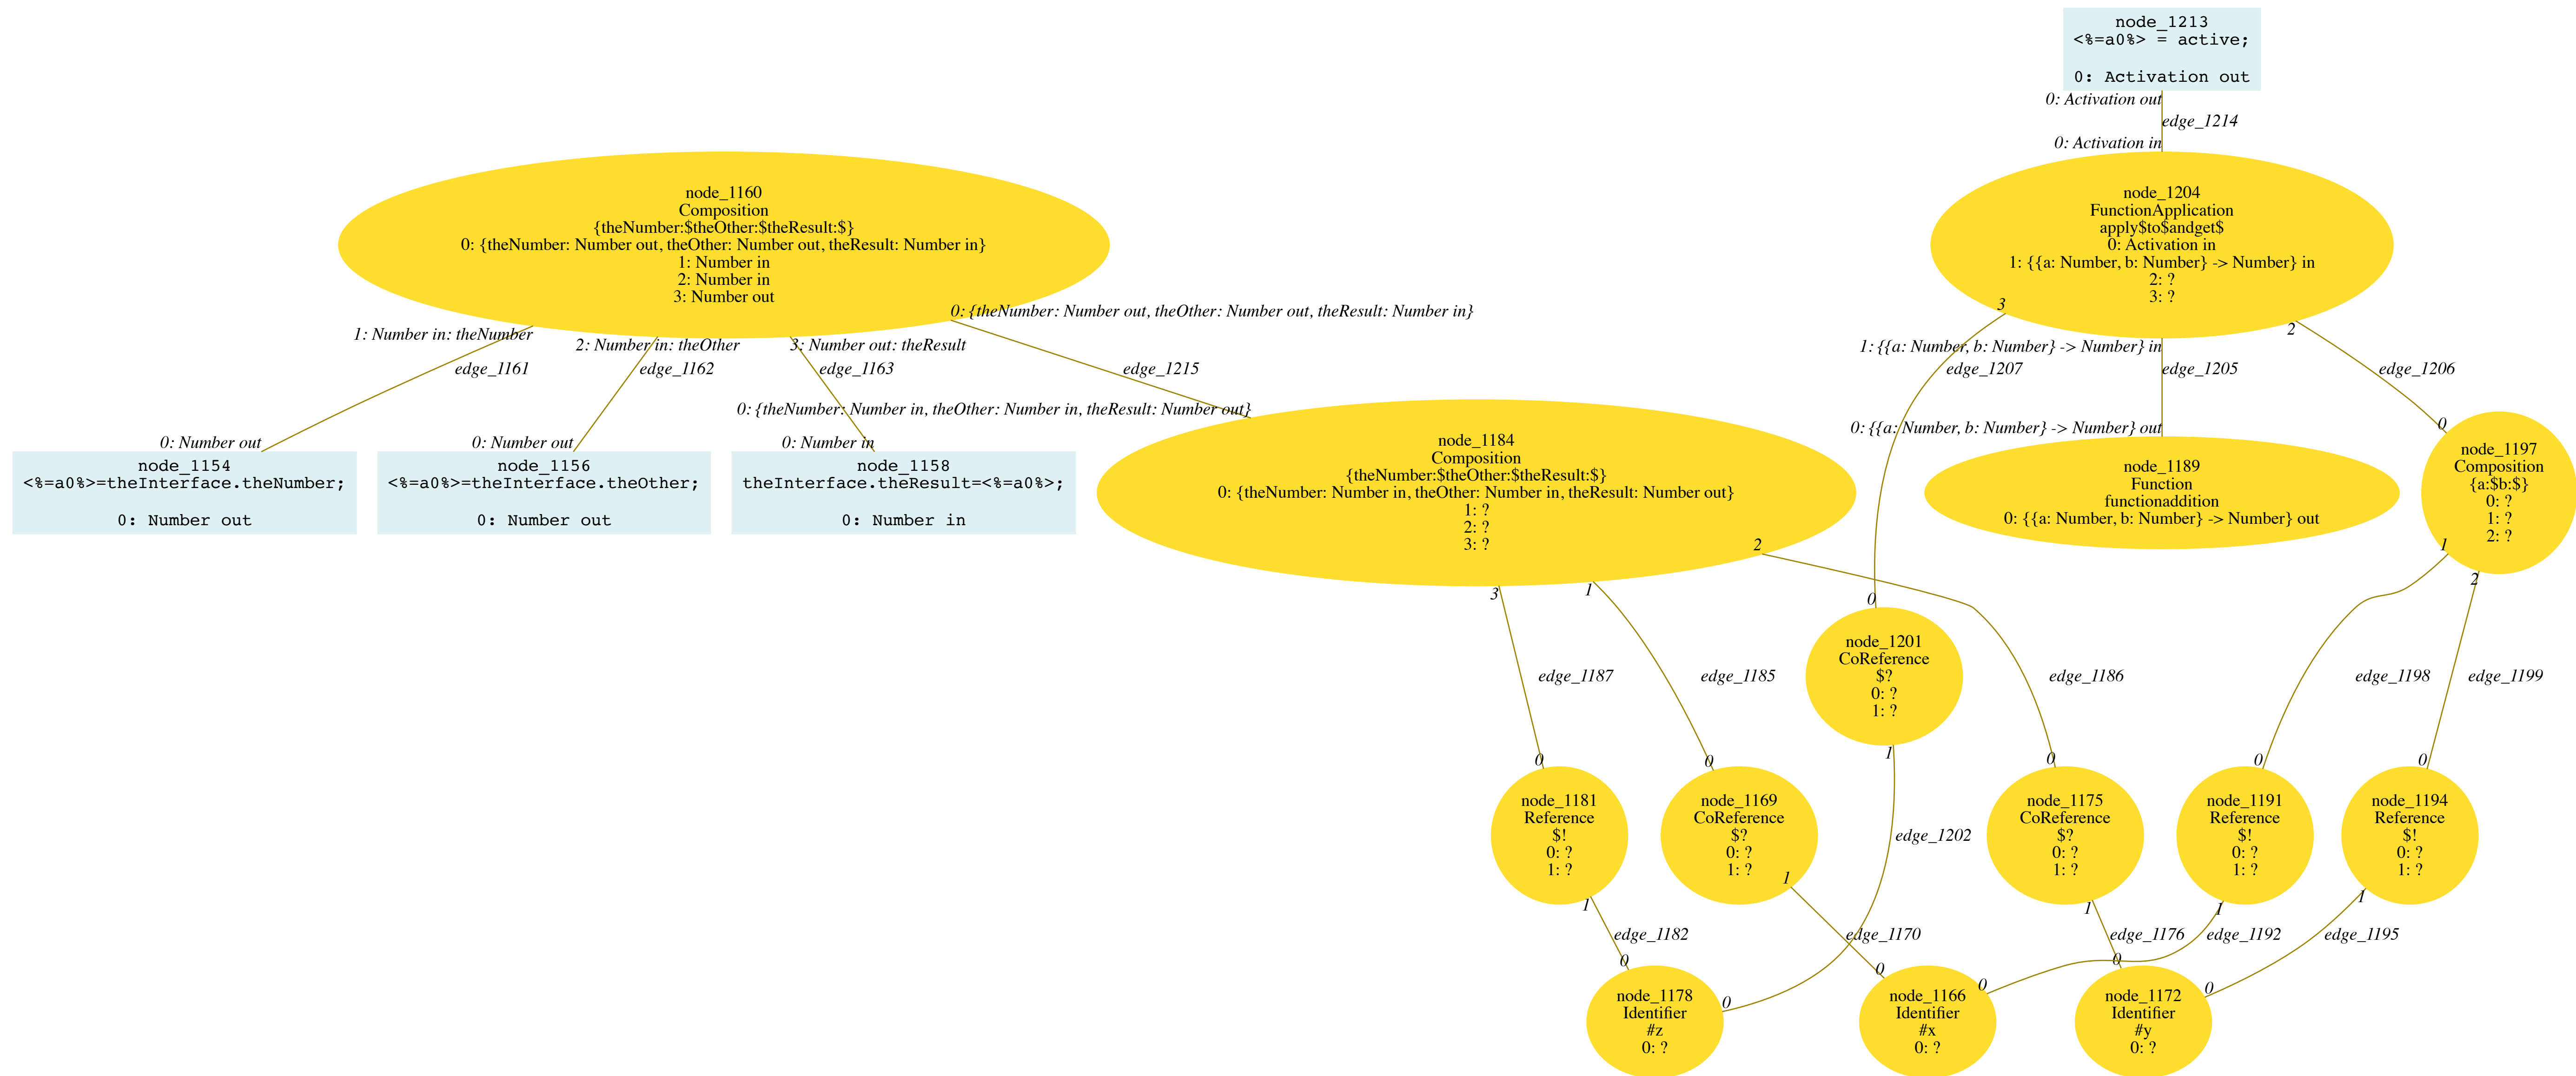 node_1213
<%=a0%> = active;
0: Activation out
0: Activation out
edge_1214
0: Activation in
node_1160
Composition
{theNumber:$theOther:$theResult:$}
0: {theNumber: Number out, theOther: Number out, theResult: Number in}
1: Number in
2: Number in
3: Number out
node_1204
FunctionApplication
apply$to$andget$
0: Activation in
1: {{a: Number, b: Number} -> Number} in
2: ?
3: ?
0: {theNumber: Number out, theOther: Number out, theResult: Number in}
3
2
1: Number in: theNumber
2: Number in: theOther
3: Number out: theResult
1: {{a: Number, b: Number} -> Number} in
edge_1161
edge_1162
edge_1163
edge_1215
edge_1207
edge_1205
edge_1206
0: {theNumber: Number in, theOther: Number in, theResult: Number out}
0: Number out
0: Number out
0: Number in
0: {{a: Number, b: Number} -> Number} out
0
node_1154
<%=a0%>=theInterface.theNumber;
0: Number out
node_1156
<%=a0%>=theInterface.theOther;
0: Number out
node_1158
theInterface.theResult=<%=a0%>;
0: Number in
node_1184
Composition
{theNumber:$theOther:$theResult:$}
0: {theNumber: Number in, theOther: Number in, theResult: Number out}
1: ?
2: ?
3: ?
node_1189
Function
functionaddition
0: {{a: Number, b: Number} -> Number} out
node_1197
Composition
{a:$b:$}
0: ?
1: ?
2: ?
2
1
3
1
2
0
node_1201
CoReference
$?
0: ?
1: ?
edge_1187
edge_1185
edge_1186
edge_1198
edge_1199
1
0
0
0
0
0
node_1181
Reference
$!
0: ?
1: ?
node_1169
CoReference
$?
0: ?
1: ?
edge_1202
node_1175
CoReference
$?
0: ?
1: ?
node_1191
Reference
$!
0: ?
1: ?
node_1194
Reference
$!
0: ?
1: ?
1
1
1
1
1
edge_1182
edge_1170
edge_1176
edge_1192
edge_1195
0
0
0
0
0
0
node_1178
Identifier
#z
0: ?
node_1166
Identifier
#x
0: ?
node_1172
Identifier
#y
0: ?